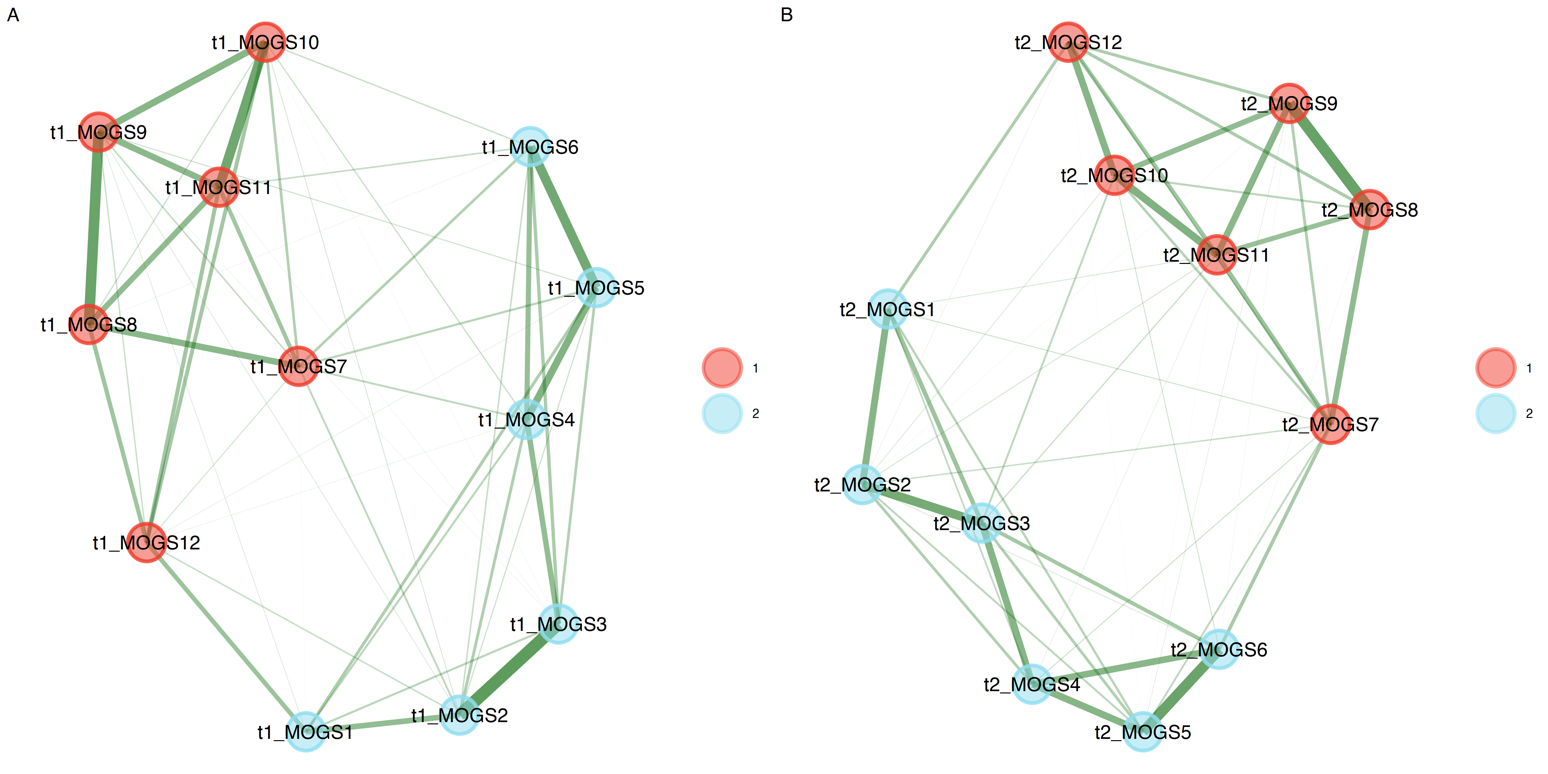 A
t1_MOGS10
t1_MOGS9
t1_MOGS6
t1_MOGS11
t1_MOGS5
t1_MOGS8
t1_MOGS7
t1_MOGS4
t1_MOGS12
t1_MOGS3
t1_MOGS2
t1_MOGS1
1
2
B
t2_MOGS12
t2_MOGS9
t2_MOGS10
t2_MOGS8
t2_MOGS11
t2_MOGS1
t2_MOGS7
t2_MOGS2
t2_MOGS3
t2_MOGS6
t2_MOGS4
t2_MOGS5
1
2